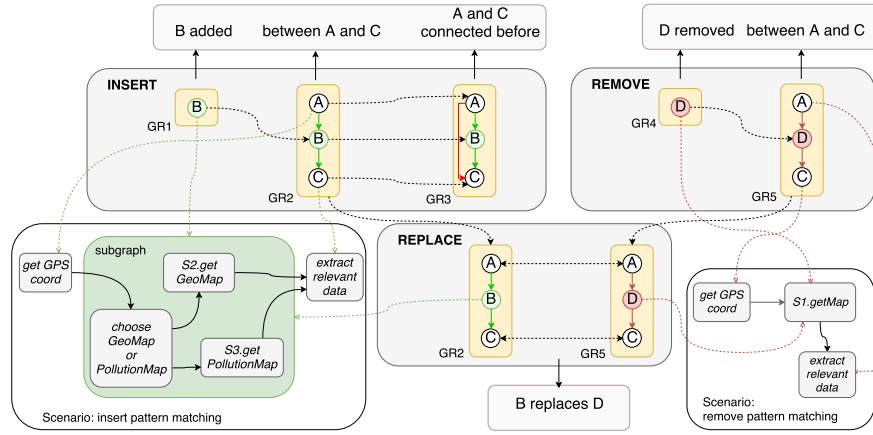 B added
between A and C
A and C
connected before
D removed
between A and C
INSERT
B
GR1
A
B
C
GR2
A
B
C
GR3
REMOVE
D
GR4
A
D
C
GR5
subgraph
get GPS
coord
S2.get
GeoMap
extract
relevant
data
choose
GeoMap
or
PollutionMap
S3.get
PollutionMap
Scenario: insert pattern matching
REPLACE
A
B
C
GR2
A
D
C
GR5
B replaces D
get GPS
coord
S1.getMap
extract
relevant
data
Scenario:
remove pattern matching